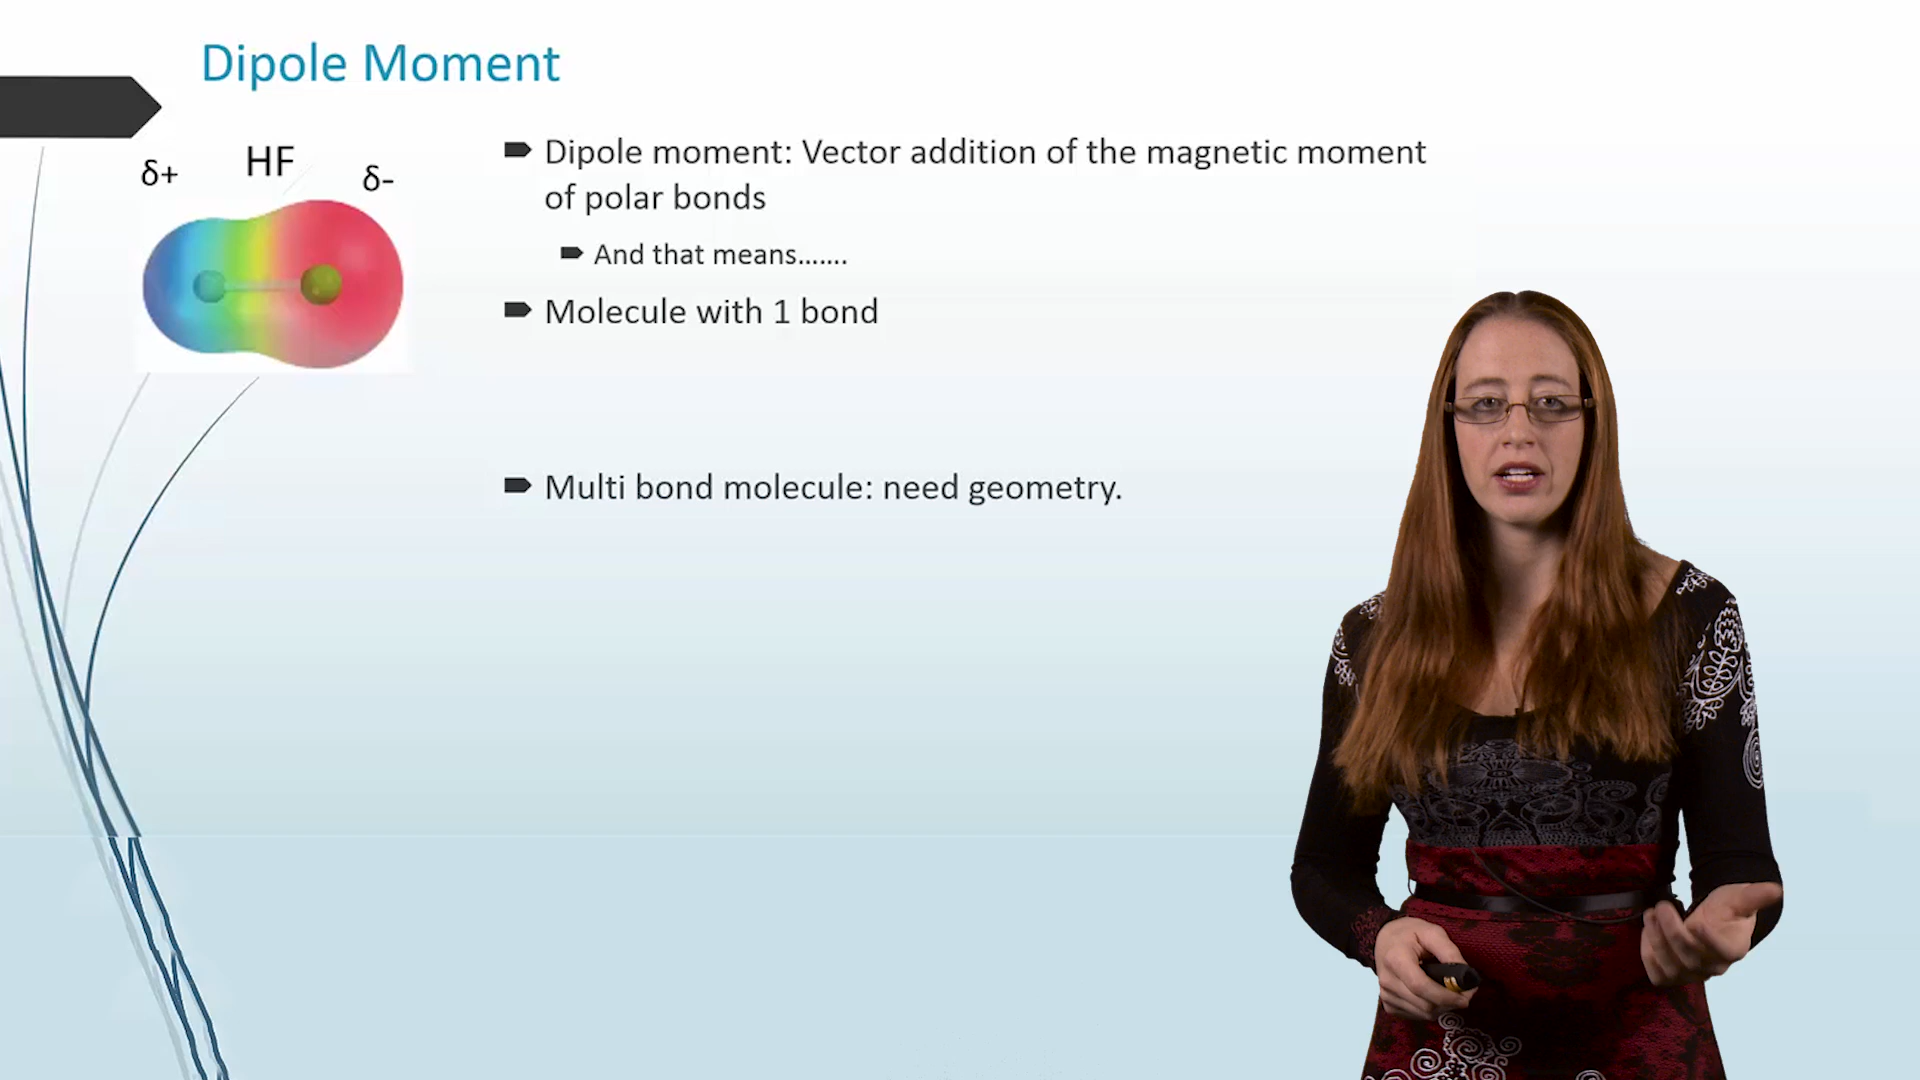 Dipole Moment
δ+ HF δ-
Dipole moment: Vector addition of the magnetic moment
of polar bonds
And that means.......
Molecule with 1 bond
Multi bond molecule: need geometry.